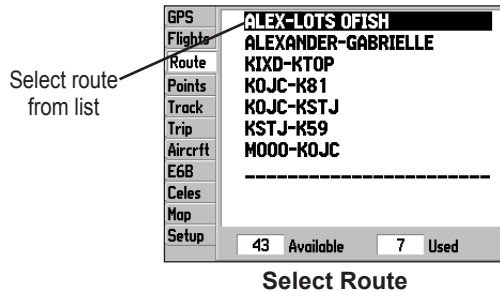 GPS
Flights
Route
Points
Track
Trip
Aircrft
E6B
Celes
Map
Setup
ALEX-LOTS OFISH
ALEXANDER-GABRIELLE
KIXD-KTOP
KOJC-K81
KOJC-KSTJ
KSTJ-K59
M000-KOJC
_______________________
43 Available 7 Used
Select route
from list
Select Route